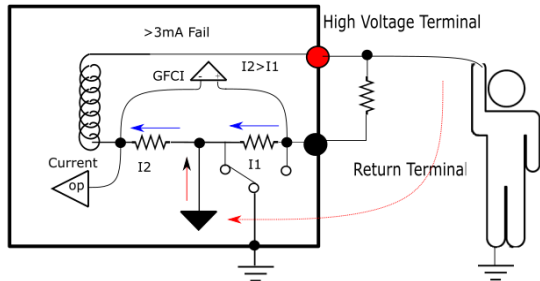 High Voltage Terminal
>3mA Fail
GFCI
- +
I2>I1
I2
I1
Current
op
Return Terminal